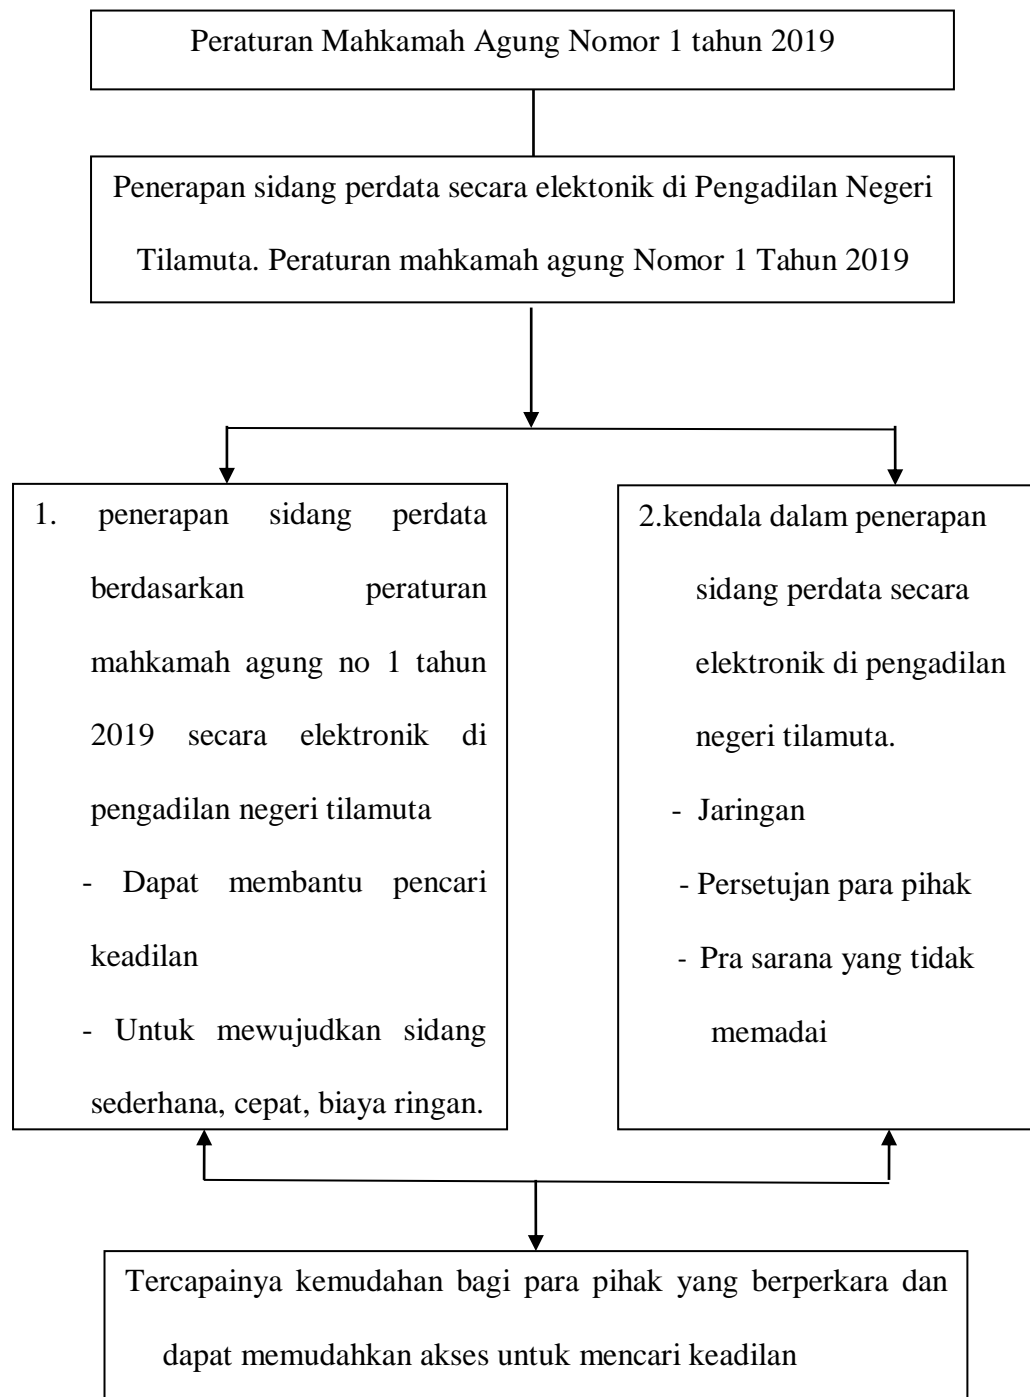 Peraturan Mahkamah Agung Nomor 1 tahun 2019
Penerapan sidang perdata secara elektonik di Pengadilan Negeri
Tilamuta. Peraturan mahkamah agung Nomor 1 Tahun 2019
1. penerapan sidang perdata
berdasarkan peraturan
mahkamah agung no 1 tahun
2019 secara elektronik di
pengadilan negeri tilamuta
- Dapat membantu pencari
keadilan
- Untuk mewujudkan sidang
sederhana, cepat, biaya ringan.
2.kendala dalam penerapan
sidang perdata secara
elektronik di pengadilan
negeri tilamuta.
- Jaringan
- Persetujan para pihak
- Pra sarana yang tidak
memadai
Tercapainya kemudahan bagi para pihak yang berperkara dan
dapat memudahkan akses untuk mencari keadilan